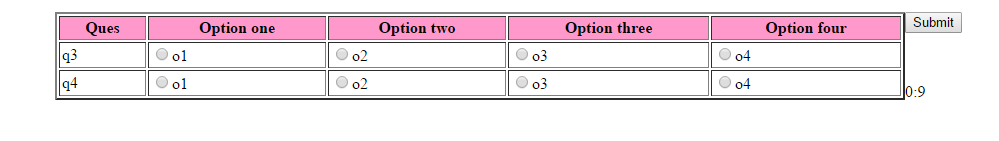 Ques Option one Option two Option three Option four Submit
q3 o1 o2 o3 o4
q4 o1 o2 o3 o4 0:9